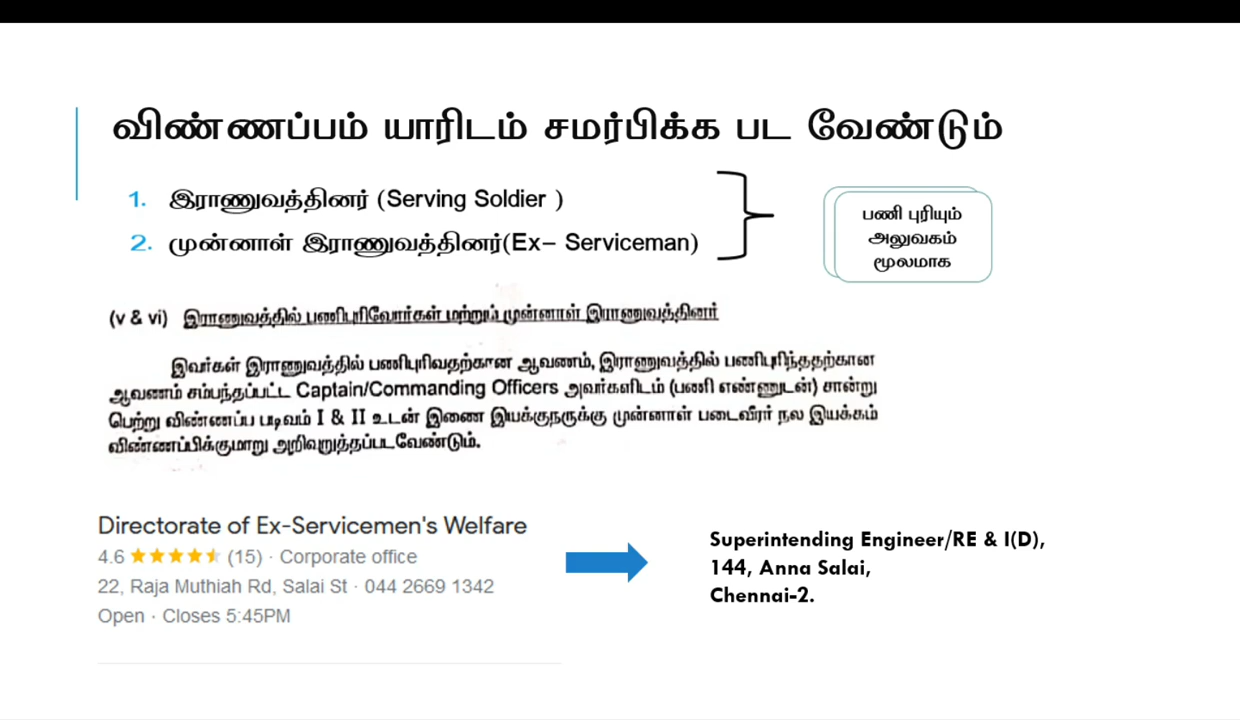 விண்ணப்பம் யாரிடம் சமர்பிக்க பட வேண்டும்
1. இராணுவத்தினர் (Serving Soldier )
2. முன்னாள் இராணுவத்தினர்(Ex– Serviceman)
பணி புரியும்
அலுவகம்
மூலமாக
(v & vi) இராணுவத்தில் பணிபுரிவோர்கள் மற்றும் முன்னாள் இராணுவத்தினர்
இவர்கள் இராணுவத்தில் பணிபுரிவதற்கான ஆவணம், இராணுவத்தில் பணிபுரிந்ததற்கான
ஆவணம் சம்பந்தப்பட்ட Captain/Commanding Officers அவர்களிடம் (பணி எண்ணுடன்) சான்று
பெற்று விண்ணப்ப படிவம் I & II உடன் இணை இயக்குநருக்கு முன்னாள் படைவீரர் நல இயக்கம்
விண்ணப்பிக்குமாறு அறிவுறுத்தப்படவேண்டும்.
Directorate of Ex-Servicemen's Welfare
4.6 ★★★★★ (15) · Corporate office
22, Raja Muthiah Rd, Salai St · 044 2669 1342
Open · Closes 5:45PM
Superintending Engineer/RE & I(D),
144, Anna Salai,
Chennai-2.